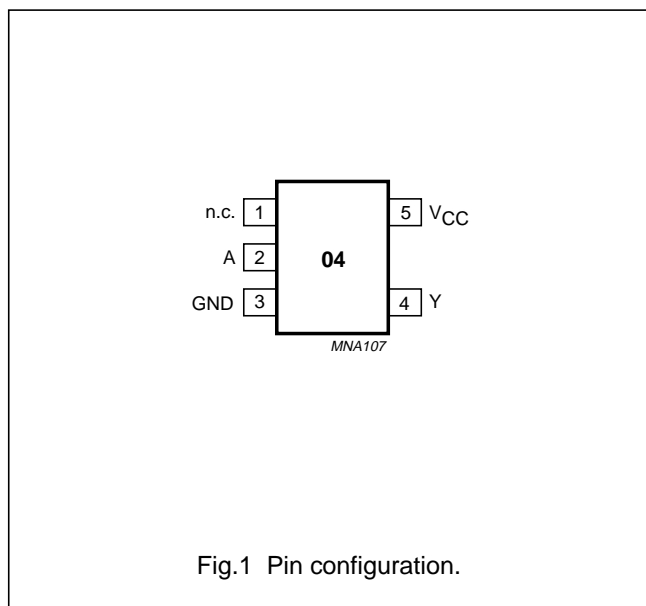 n.c. 1 5 VCC
A 2 04
GND 3 4 Y
MNA107
Fig.1 Pin configuration.